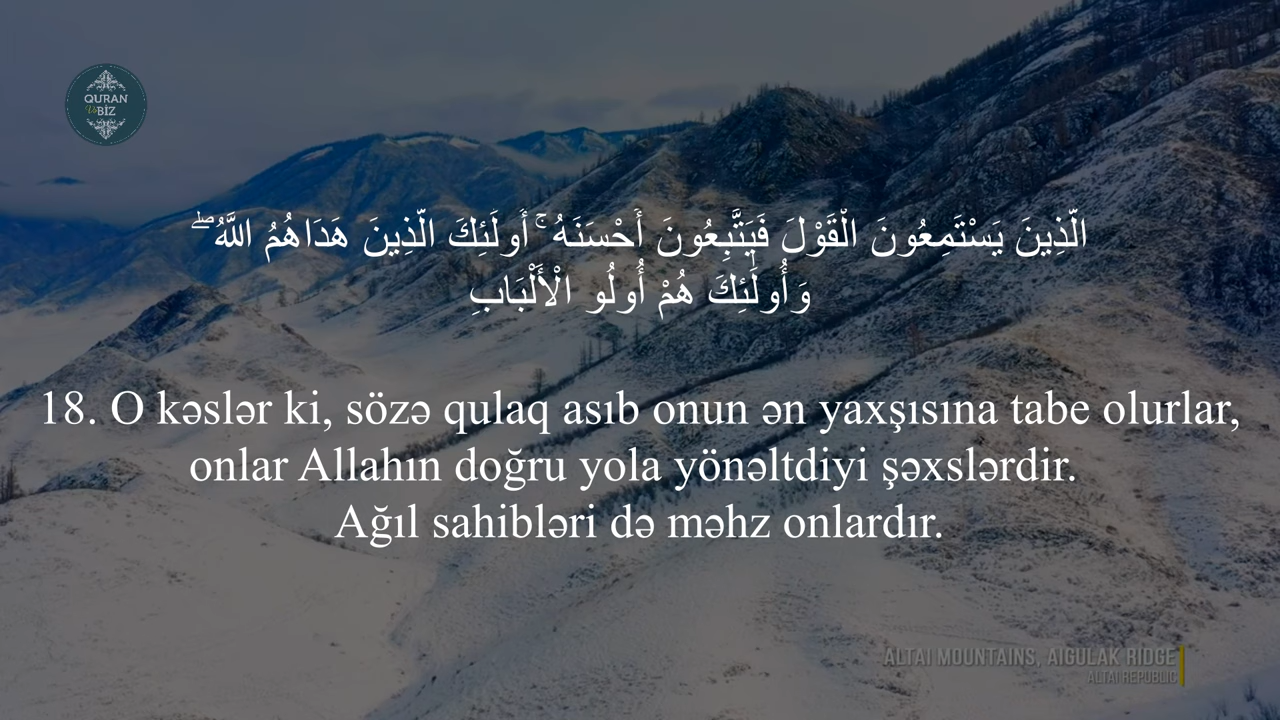 QURAN
Və BİZ
الَّذِينَ يَسْتَمِعُونَ الْقَوْلَ فَيَتَّبِعُونَ أَحْسَنَهُ ۚ أُولَٰئِكَ الَّذِينَ هَدَاهُمُ اللَّهُ ۖ
وَأُولَٰئِكَ هُمْ أُولُو الْأَلْبَابِ
18. O kəslər ki, sözə qulaq asıb onun ən yaxşısına tabe olurlar,
onlar Allahın doğru yola yönəltdiyi şəxslərdir.
Ağıl sahibləri də məhz onlardır.
ALTAI MOUNTAINS, AIGULAK RIDGE
ALTAI REPUBLIC